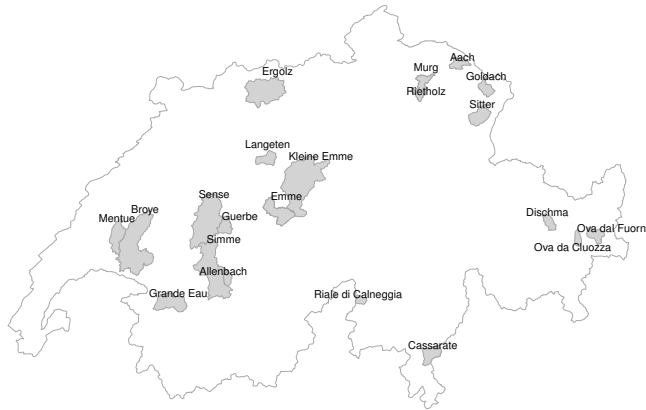 Aach
Ergolz
Murg
Goldach
Rietholz
Sitter
Langeten
Kleine Emme
Sense
Emme
Broye
Dischma
Mentue
Guerbe
Ova dal Fuorn
Simme
Ova da Cluozza
Allenbach
Grande Eau
Riale di Calneggia
Cassarate